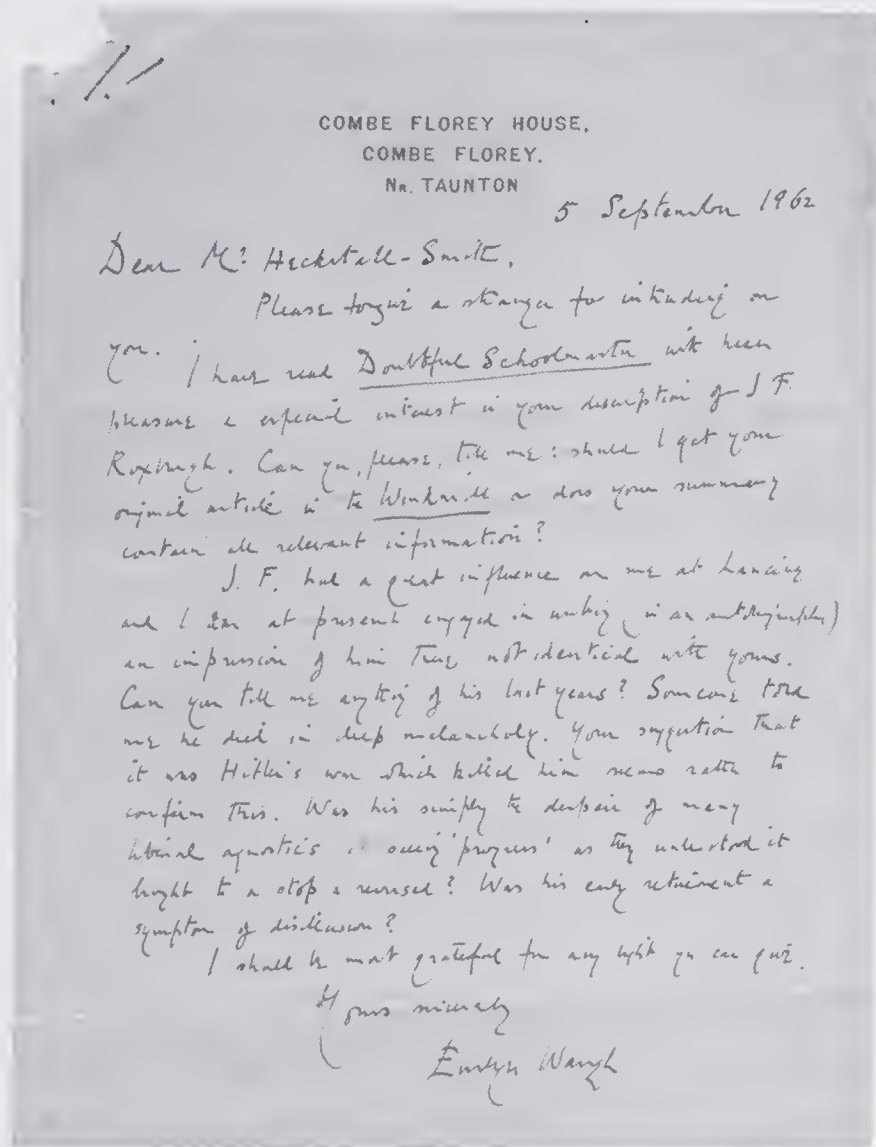 COMBE FLOREY HOUSE,
COMBE FLOREY,
NR. TAUNTON
5 September 1962
Dear Mr Heckstall-Smith,
Please forgive a stranger for intruding on
you. I have read Doubtful Schoolmaster with keen
pleasure & especial interest in your description of J F.
Roxburgh. Can you, please, tell me: should I get your
original article in the Windmill or does your summary
contain all relevant information?
J. F. had a great influence on me at Lancing
and I am at present engaged in writing (in an autobiography)
an impression of him not identical with yours.
Can you tell me anything of his last years? Someone told
me he died in deep melancholy. Your suggestion that
it was Hitler's war which killed him seems rather to
confirm this. Was his simply the despair of many
liberal agnostics seeing 'progress' as they understood it
brought to a stop & reversed? Was his early retirement a
symptom of disillusion?
I should be most grateful for any light you can give.
Yours sincerely
Evelyn Waugh